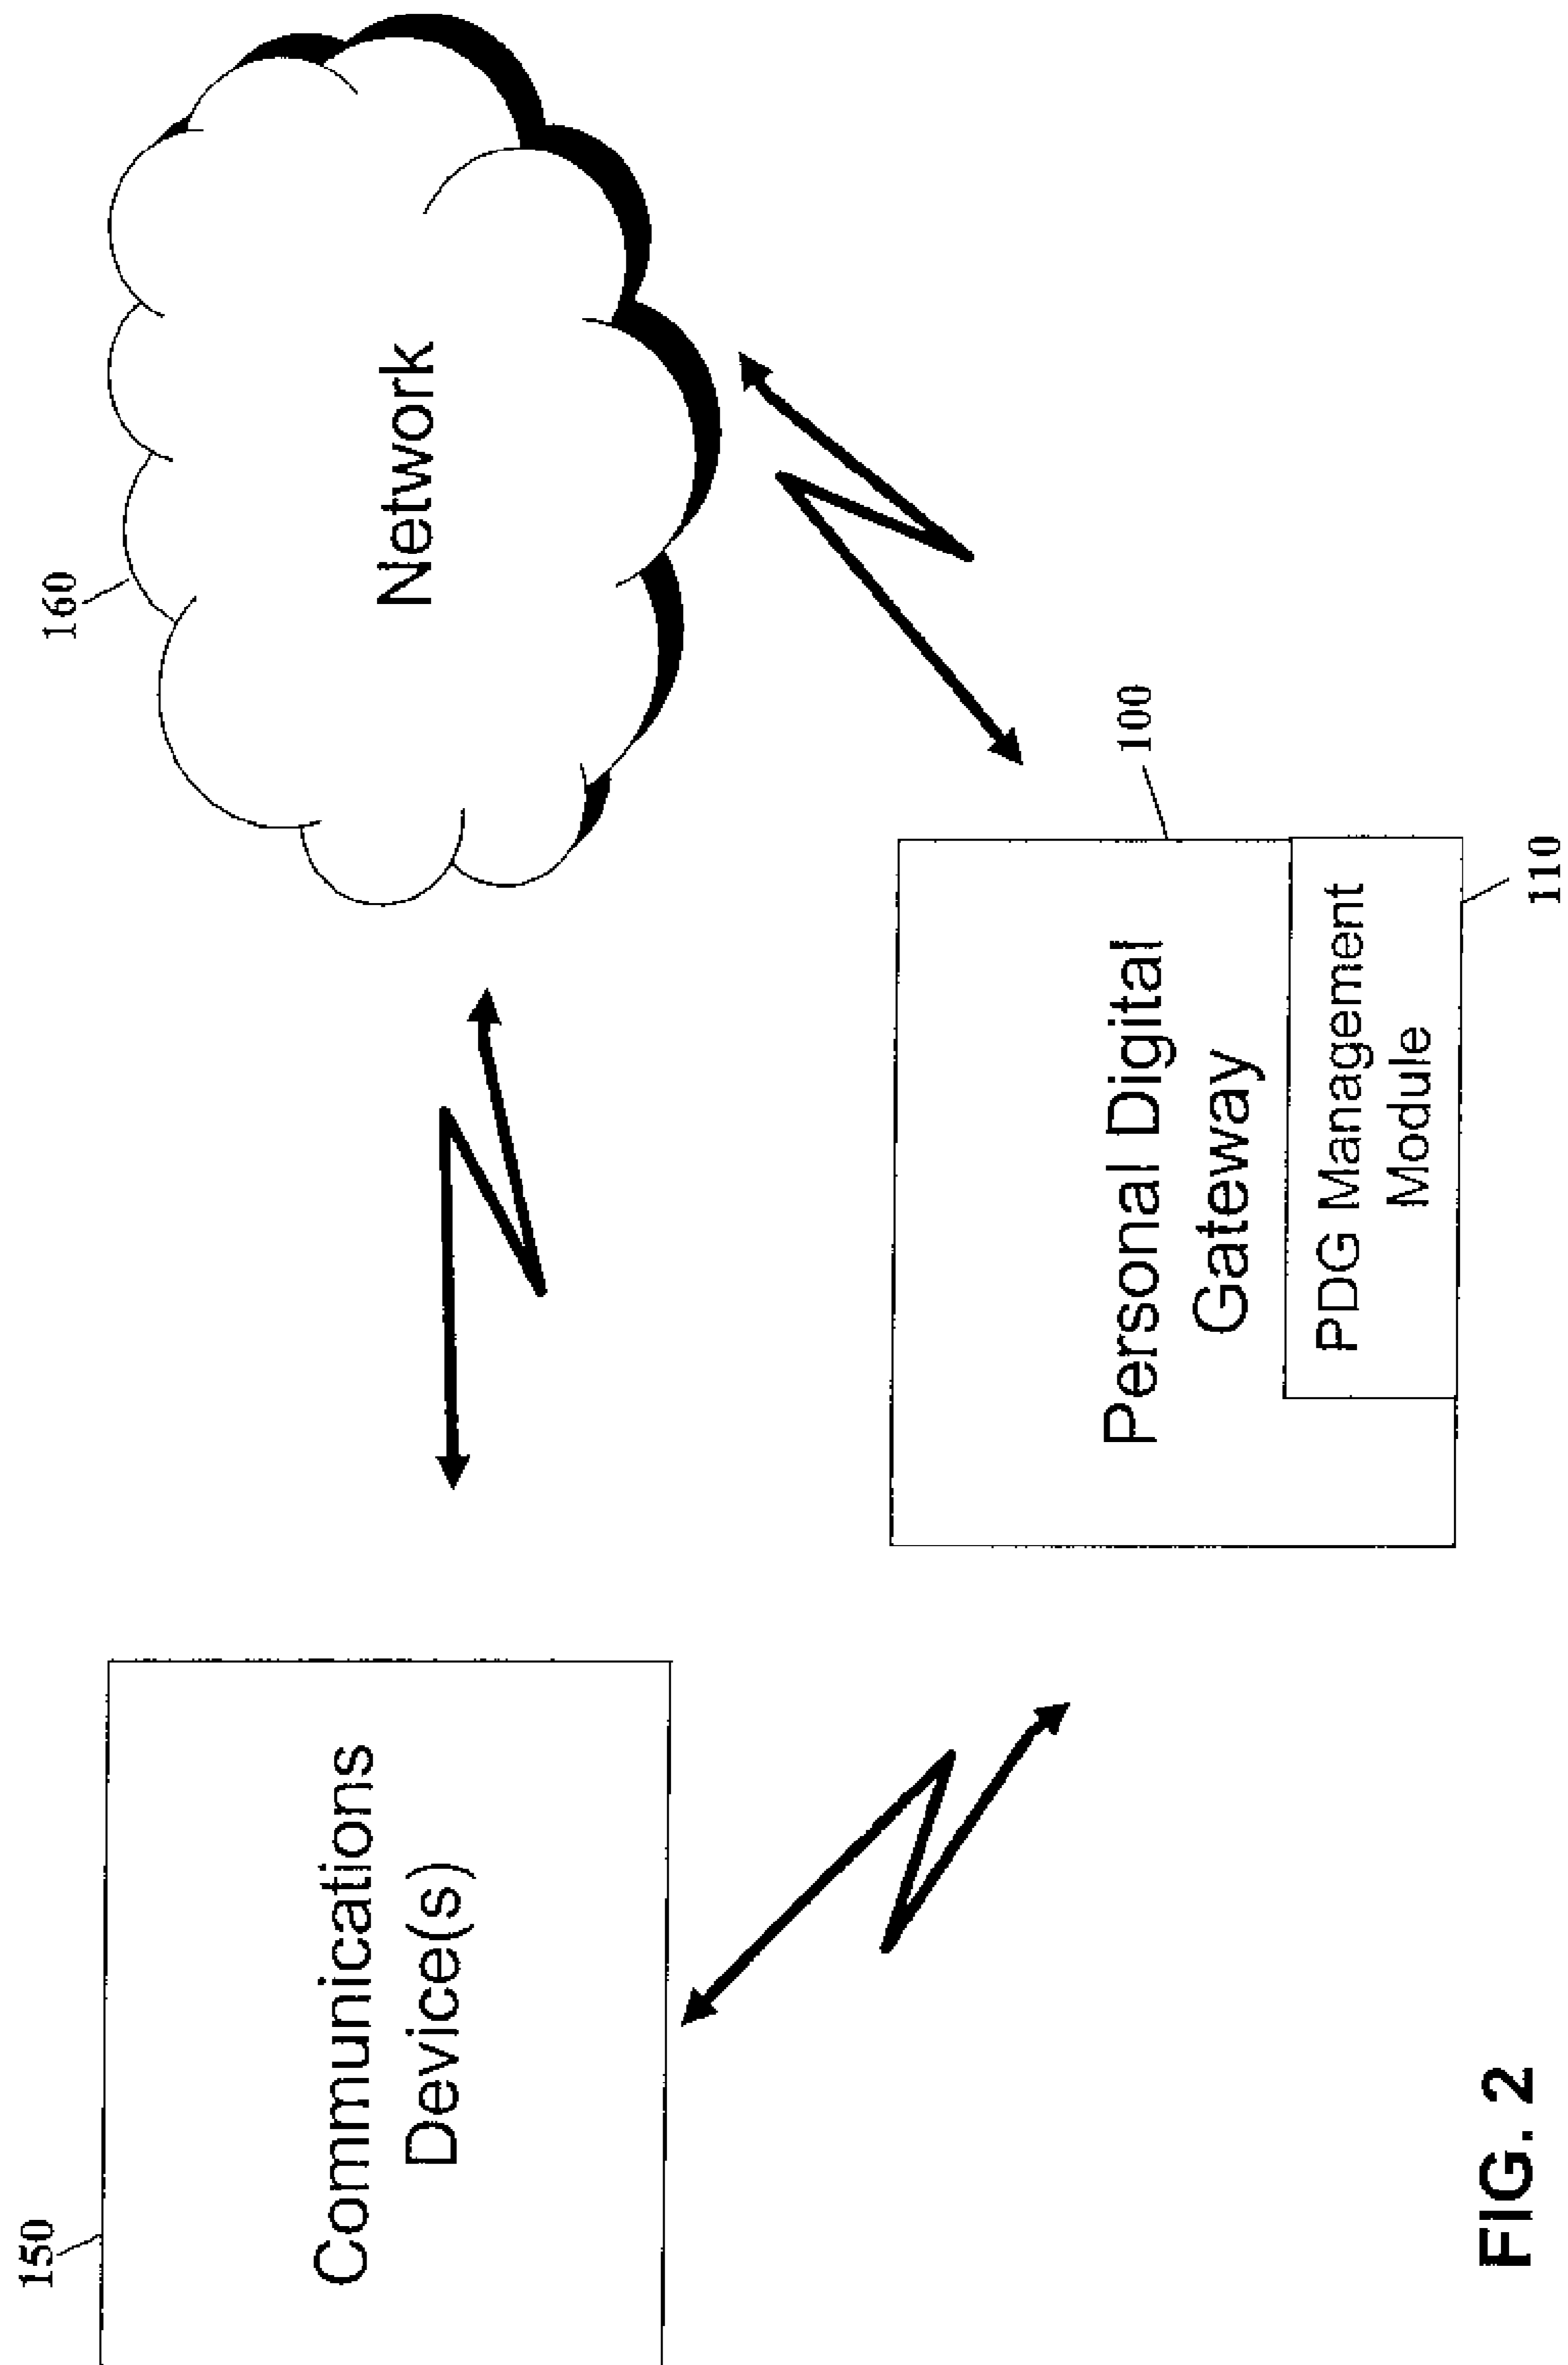 150
Communications
Device(s)
160
Network
100
Personal Digital
Gateway
PDG Management
Module
110
FIG. 2